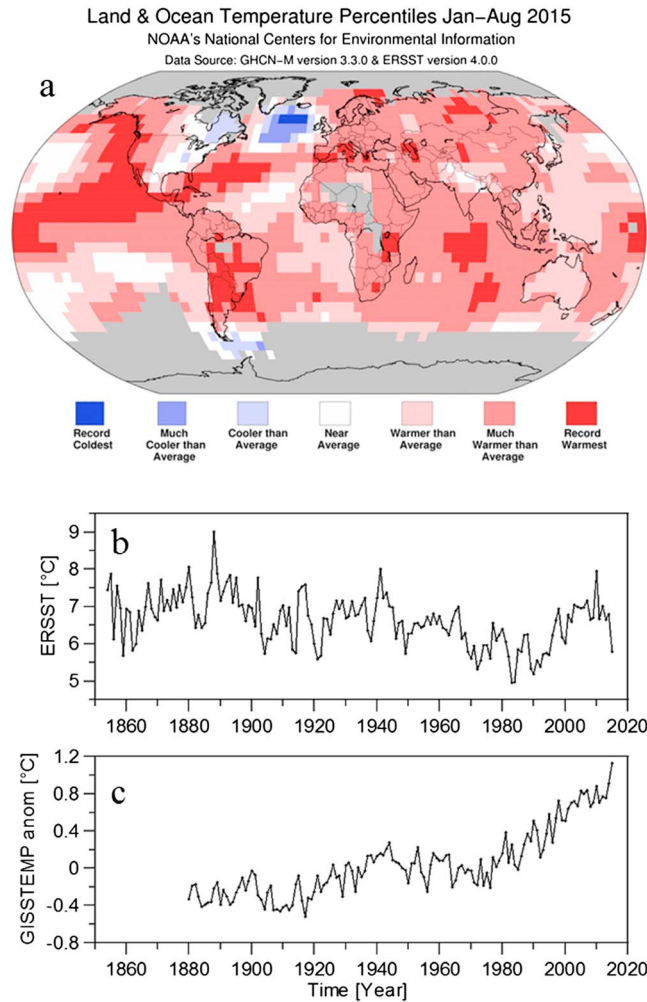 Land & Ocean Temperature Percentiles Jan–Aug 2015
NOAA's National Centers for Environmental Information
Data Source: GHCN–M version 3.3.0 & ERSST version 4.0.0
a
Record Coldest
Much Cooler than Average
Cooler than Average
Near Average
Warmer than Average
Much Warmer than Average
Record Warmest
b
ERSST [°C]
9
8
7
6
5
1860 1880 1900 1920 1940 1960 1980 2000 2020
c
GISSTEMP anom [°C]
1.2
0.8
0.4
0
-0.4
-0.8
1860 1880 1900 1920 1940 1960 1980 2000 2020
Time [Year]